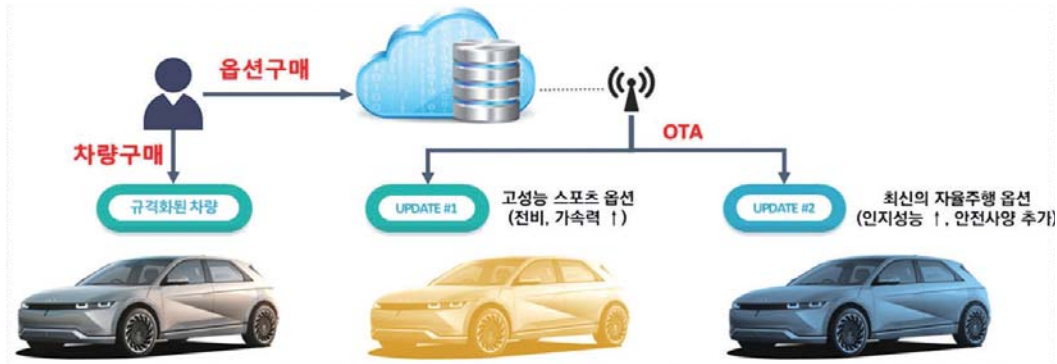 옵션구매
차량구매
OTA
규격화된 차량
UPDATE #1
고성능 스포츠 옵션
(전비, 가속력 ↑)
UPDATE #2
최신의 자율주행 옵션
(인지성능 ↑, 안전사양 추가)